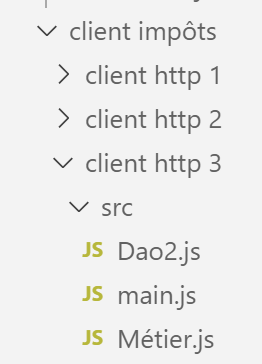 client impôts
client http 1
client http 2
client http 3
src
JS Dao2.js
JS main.js
JS Métier.js